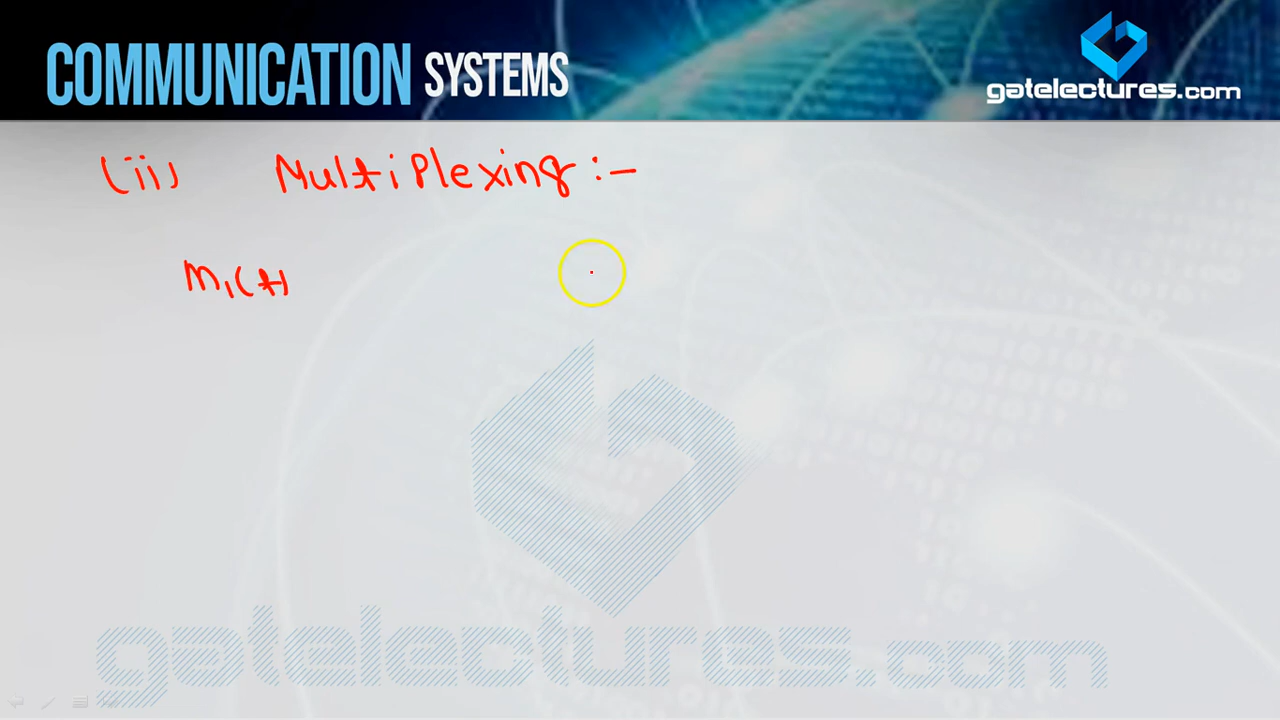 COMMUNICATION SYSTEMS
gatelectures.com
(ii) Multiplexing :-
m₁(t)
gatelectures.com